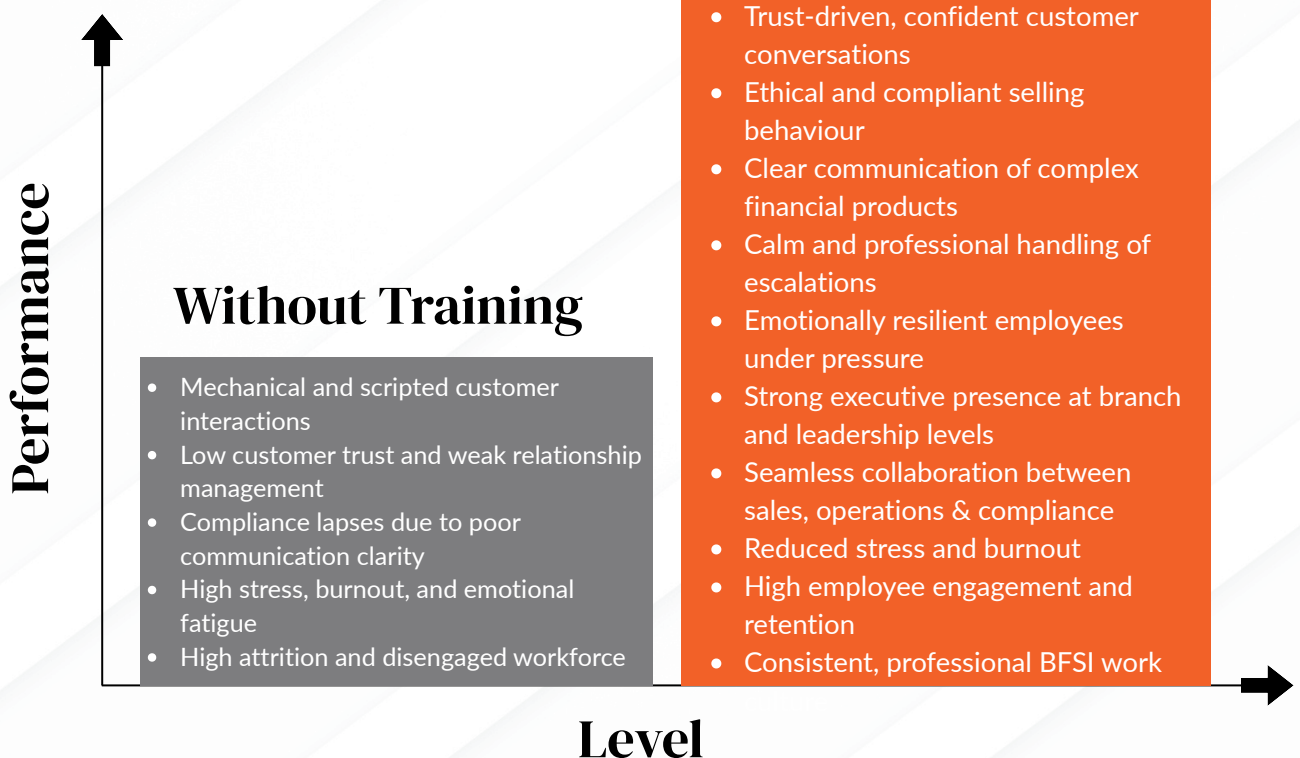 Performance
Without Training
• Mechanical and scripted customer
interactions
• Low customer trust and weak relationship
management
• Compliance lapses due to poor
communication clarity
• High stress, burnout, and emotional
fatigue
• High attrition and disengaged workforce
• Trust-driven, confident customer
conversations
• Ethical and compliant selling
behaviour
• Clear communication of complex
financial products
• Calm and professional handling of
escalations
• Emotionally resilient employees
under pressure
• Strong executive presence at branch
and leadership levels
• Seamless collaboration between
sales, operations & compliance
• Reduced stress and burnout
• High employee engagement and
retention
• Consistent, professional BFSI work
Level